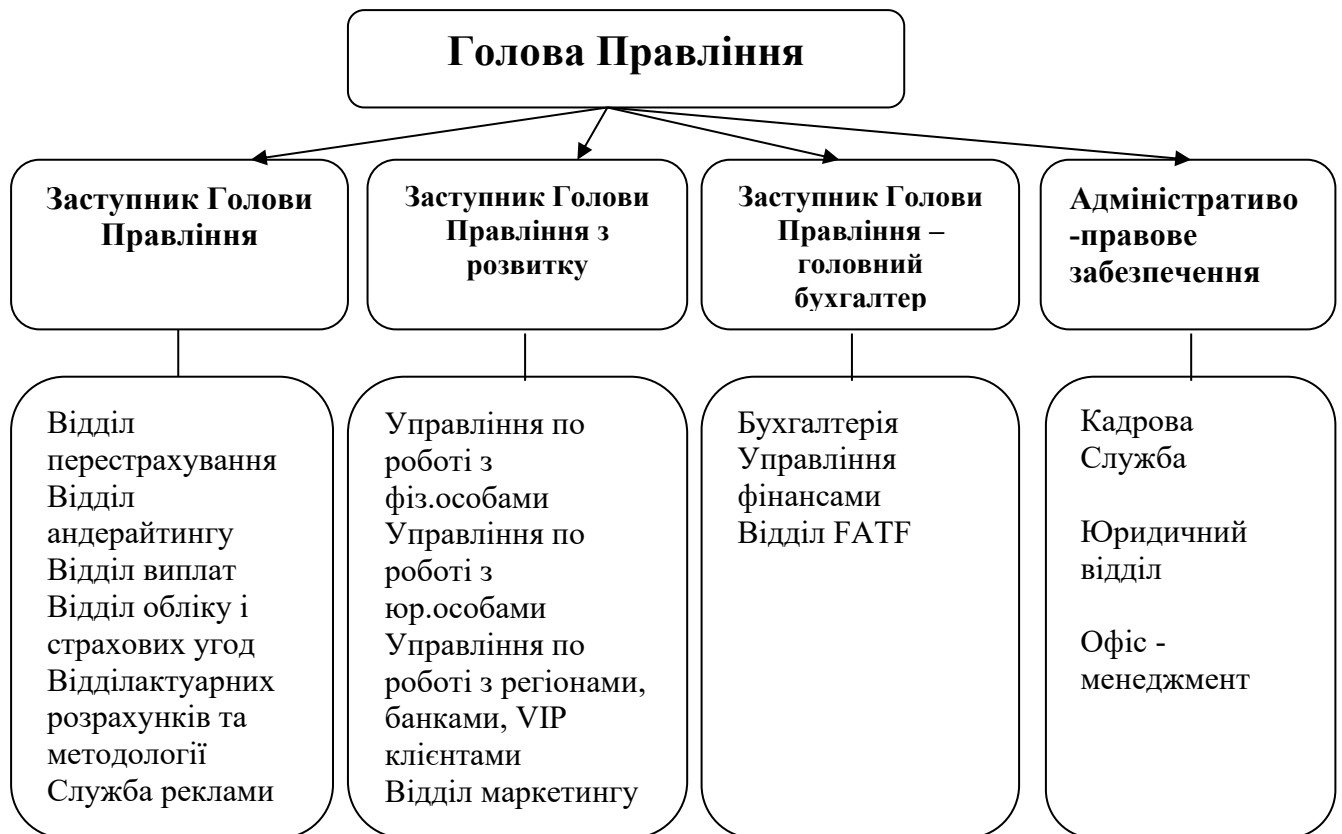 Голова Правління
Заступник Голови
Правління
Заступник Голови
Правління з
розвитку
Заступник Голови
Правління –
головний
бухгалтер
Адміністративо
-правове
забезпечення
Відділ
перестрахування
Відділ
андерайтингу
Відділ виплат
Відділ обліку і
страхових угод
Відділактуарних
розрахунків та
методології
Служба реклами
Управління по
роботі з
фіз.особами
Управління по
роботі з
юр.особами
Управління по
роботі з регіонами,
банками, VIP
клієнтами
Відділ маркетингу
Бухгалтерія
Управління
фінансами
Відділ FATF
Кадрова
Служба
Юридичний
відділ
Офіс -
менеджмент